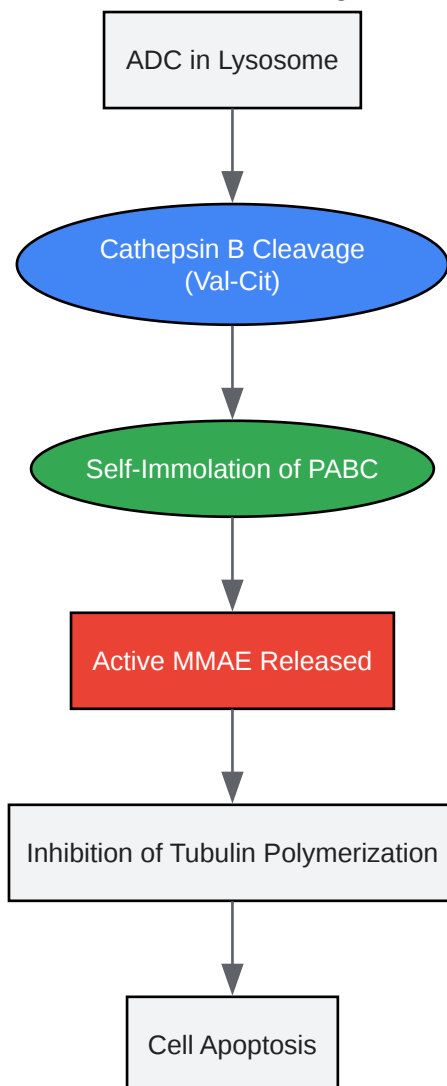 ADC in Lysosome
Cathepsin B Cleavage
(Val-Cit)
Self-Immolation of PABC
Active MMAE Released
Inhibition of Tubulin Polymerization
Cell Apoptosis